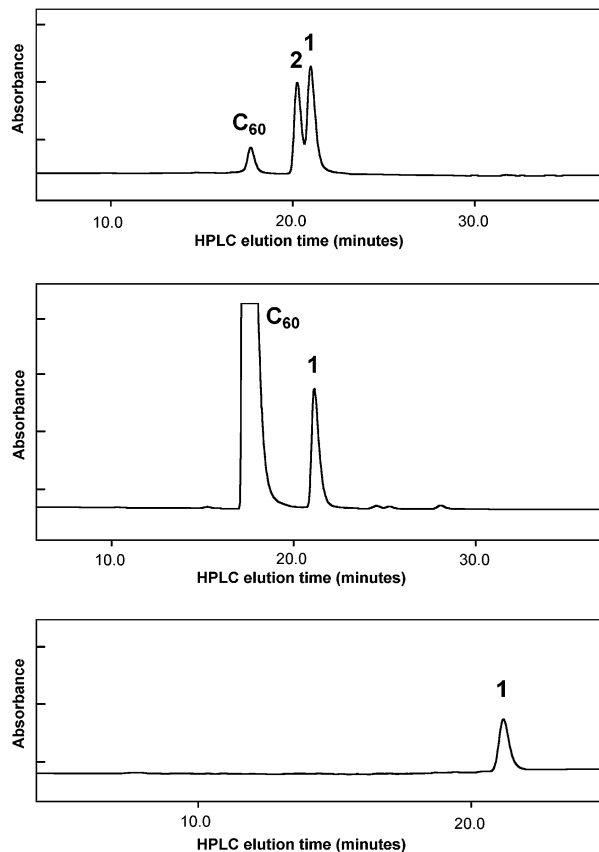 Absorbance
C60
2
1
10.0 20.0 30.0
HPLC elution time (minutes)
Absorbance
C60
1
10.0 20.0 30.0
HPLC elution time (minutes)
Absorbance
1
10.0 20.0
HPLC elution time (minutes)